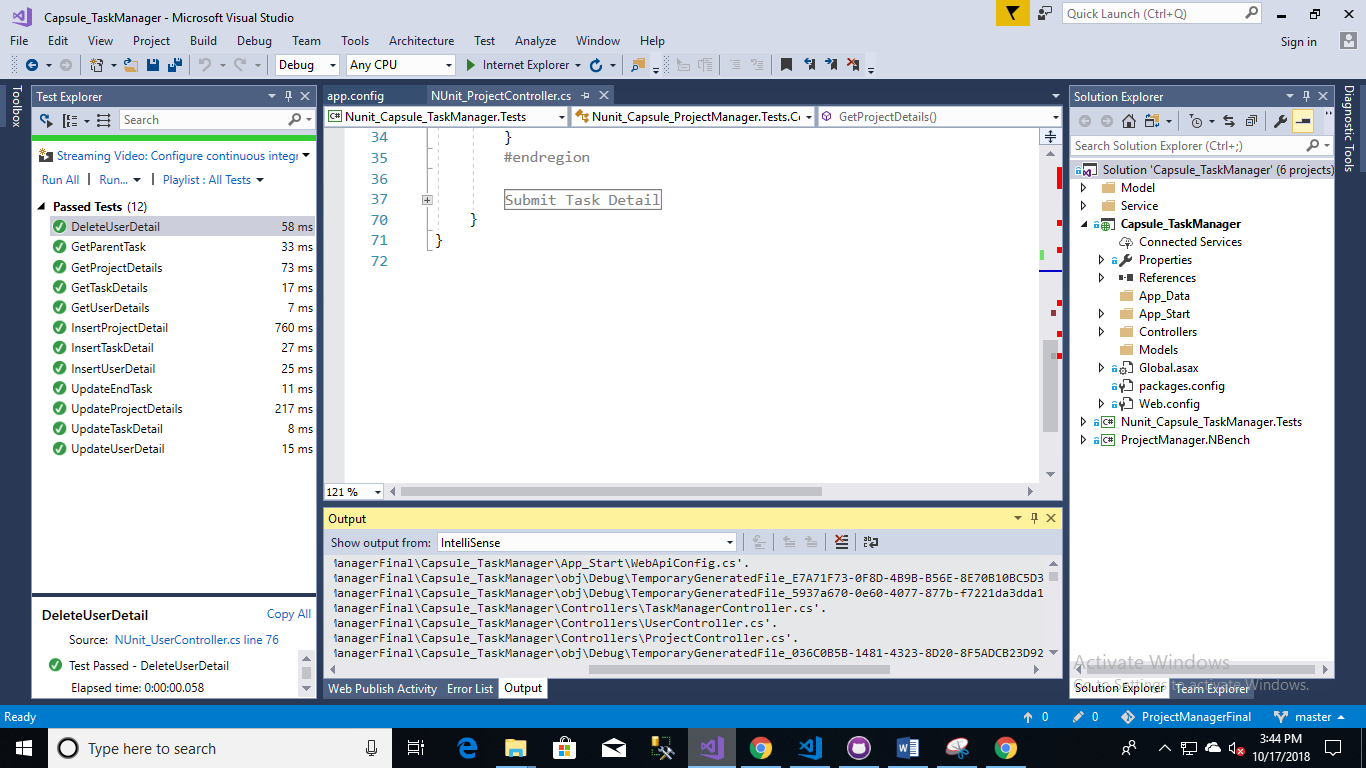 Capsule_TaskManager - Microsoft Visual Studio
Quick Launch (Ctrl+Q)
File Edit View Project Build Debug Team Tools Architecture Test Analyze Window Help
Sign in
Debug
Any CPU
Internet Explorer
Toolbox
Test Explorer
Search
Streaming Video: Configure continuous integr
Run All | Run... | Playlist : All Tests
Passed Tests (12)
DeleteUserDetail 58 ms
GetParentTask 33 ms
GetProjectDetails 73 ms
GetTaskDetails 17 ms
GetUserDetails 7 ms
InsertProjectDetail 760 ms
InsertTaskDetail 27 ms
InsertUserDetail 25 ms
UpdateEndTask 11 ms
UpdateProjectDetails 217 ms
UpdateTaskDetail 8 ms
UpdateUserDetail 15 ms
DeleteUserDetail
Copy All
Source: NUnit_UserController.cs line 76
Test Passed - DeleteUserDetail
Elapsed time: 0:00:00.058
app.config
NUnit_ProjectController.cs
Nunit_Capsule_TaskManager.Tests
Nunit_Capsule_ProjectManager.Tests.Co
GetProjectDetails()
34 }
35 #endregion
36
37 Submit Task Detail
70 }
71 }
72
121 %
Output
Show output from: IntelliSense
anagerFinal\Capsule_TaskManager\App_Start\WebApiConfig.cs'.
anagerFinal\Capsule_TaskManager\obj\Debug\TemporaryGeneratedFile_E7A71F73-0F8D-4B9B-B56E-8E70B10BC5D3
anagerFinal\Capsule_TaskManager\obj\Debug\TemporaryGeneratedFile_5937a670-0e60-4077-877b-f7221da3dda1
anagerFinal\Capsule_TaskManager\Controllers\TaskManagerController.cs'.
anagerFinal\Capsule_TaskManager\Controllers\UserController.cs'.
anagerFinal\Capsule_TaskManager\Controllers\ProjectController.cs'.
anagerFinal\Capsule_TaskManager\obj\Debug\TemporaryGeneratedFile_036C0B5B-1481-4323-8D20-8F5ADCB23D92
Web Publish Activity Error List Output
Solution Explorer
Search Solution Explorer (Ctrl+;)
Solution 'Capsule_TaskManager' (6 projects)
Model
Service
Capsule_TaskManager
Connected Services
Properties
References
App_Data
App_Start
Controllers
Models
Global.asax
packages.config
Web.config
Nunit_Capsule_TaskManager.Tests
ProjectManager.NBench
Activate Windows
Go to Settings to activate Windows.
Solution Explorer Team Explorer
Diagnostic Tools
Ready
0 0 ProjectManagerFinal master
Type here to search
3:44 PM
10/17/2018